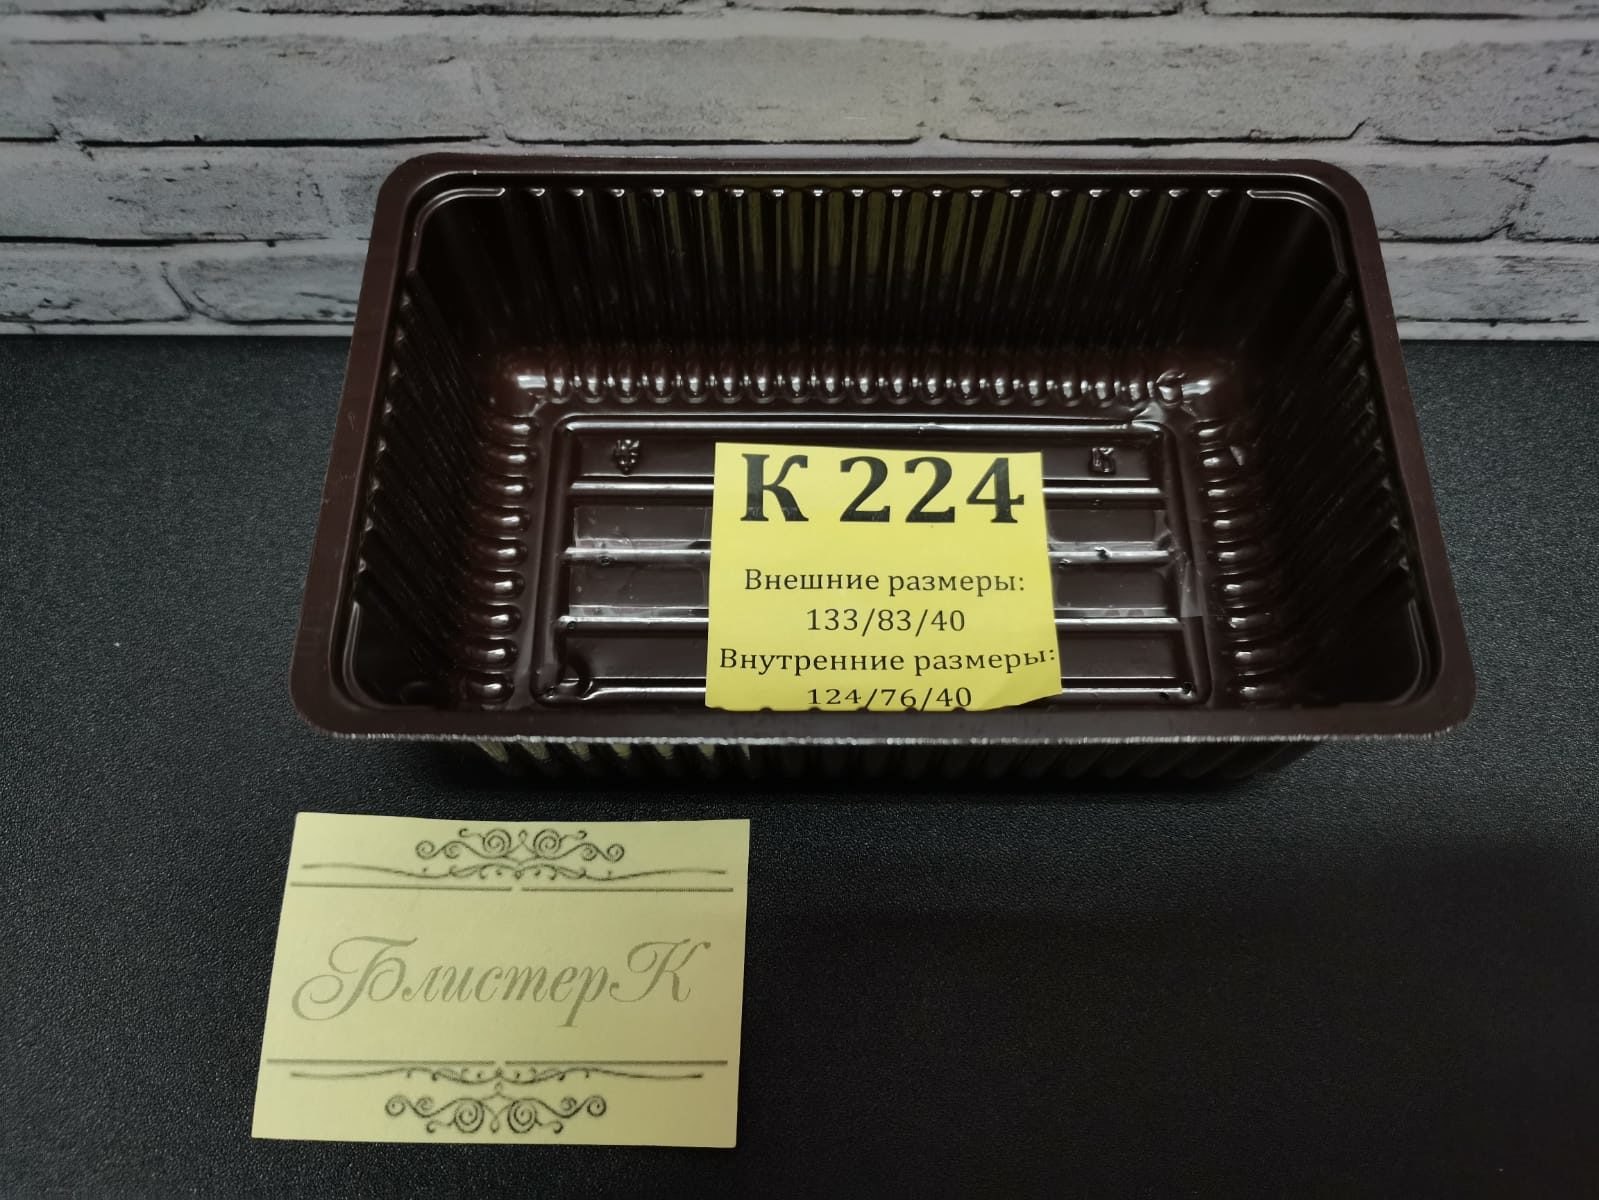 К 224
Внешние размеры:
133/83/40
Внутренние размеры:
124/76/40
БлистерК